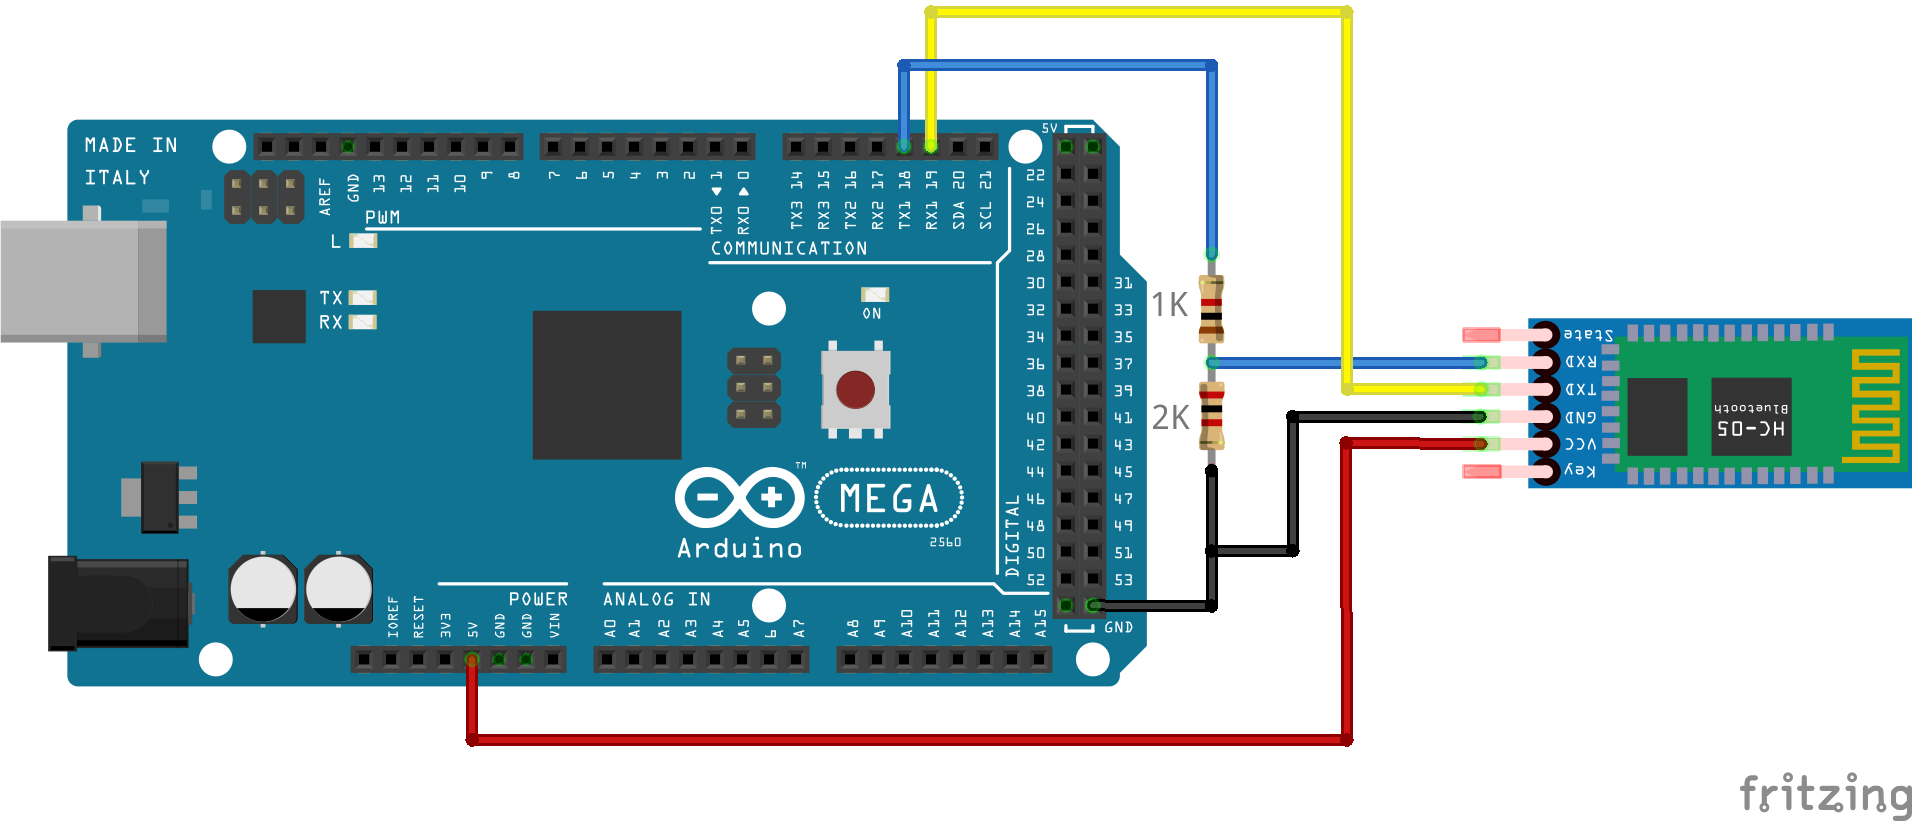 MADE IN
ITALY
AREF
GND
13
12
11
10
9
8
7
6
5
4
3
2
TX0 1
RX0 0
TX3 14
RX3 15
TX2 16
RX2 17
TX1 18
RX1 19
SDA 20
SCL 21
PWM
COMMUNICATION
L
TX
RX
ON
5V
22
24
26
28
30 31
32 33
34 35
36 37
38 39
40 41
42 43
44 45
46 47
48 49
50 51
52 53
GND
DIGITAL
TM
MEGA
Arduino
2560
POWER
ANALOG IN
IOREF
RESET
3V3
5V
GND
GND
VIN
A0
A1
A2
A3
A4
A5
6
A7
A8
A9
A10
A11
A12
A13
A14
A15
1K
2K
State
RXD
TXD
GND
VCC
Key
HC-05
Bluetooth
fritzing